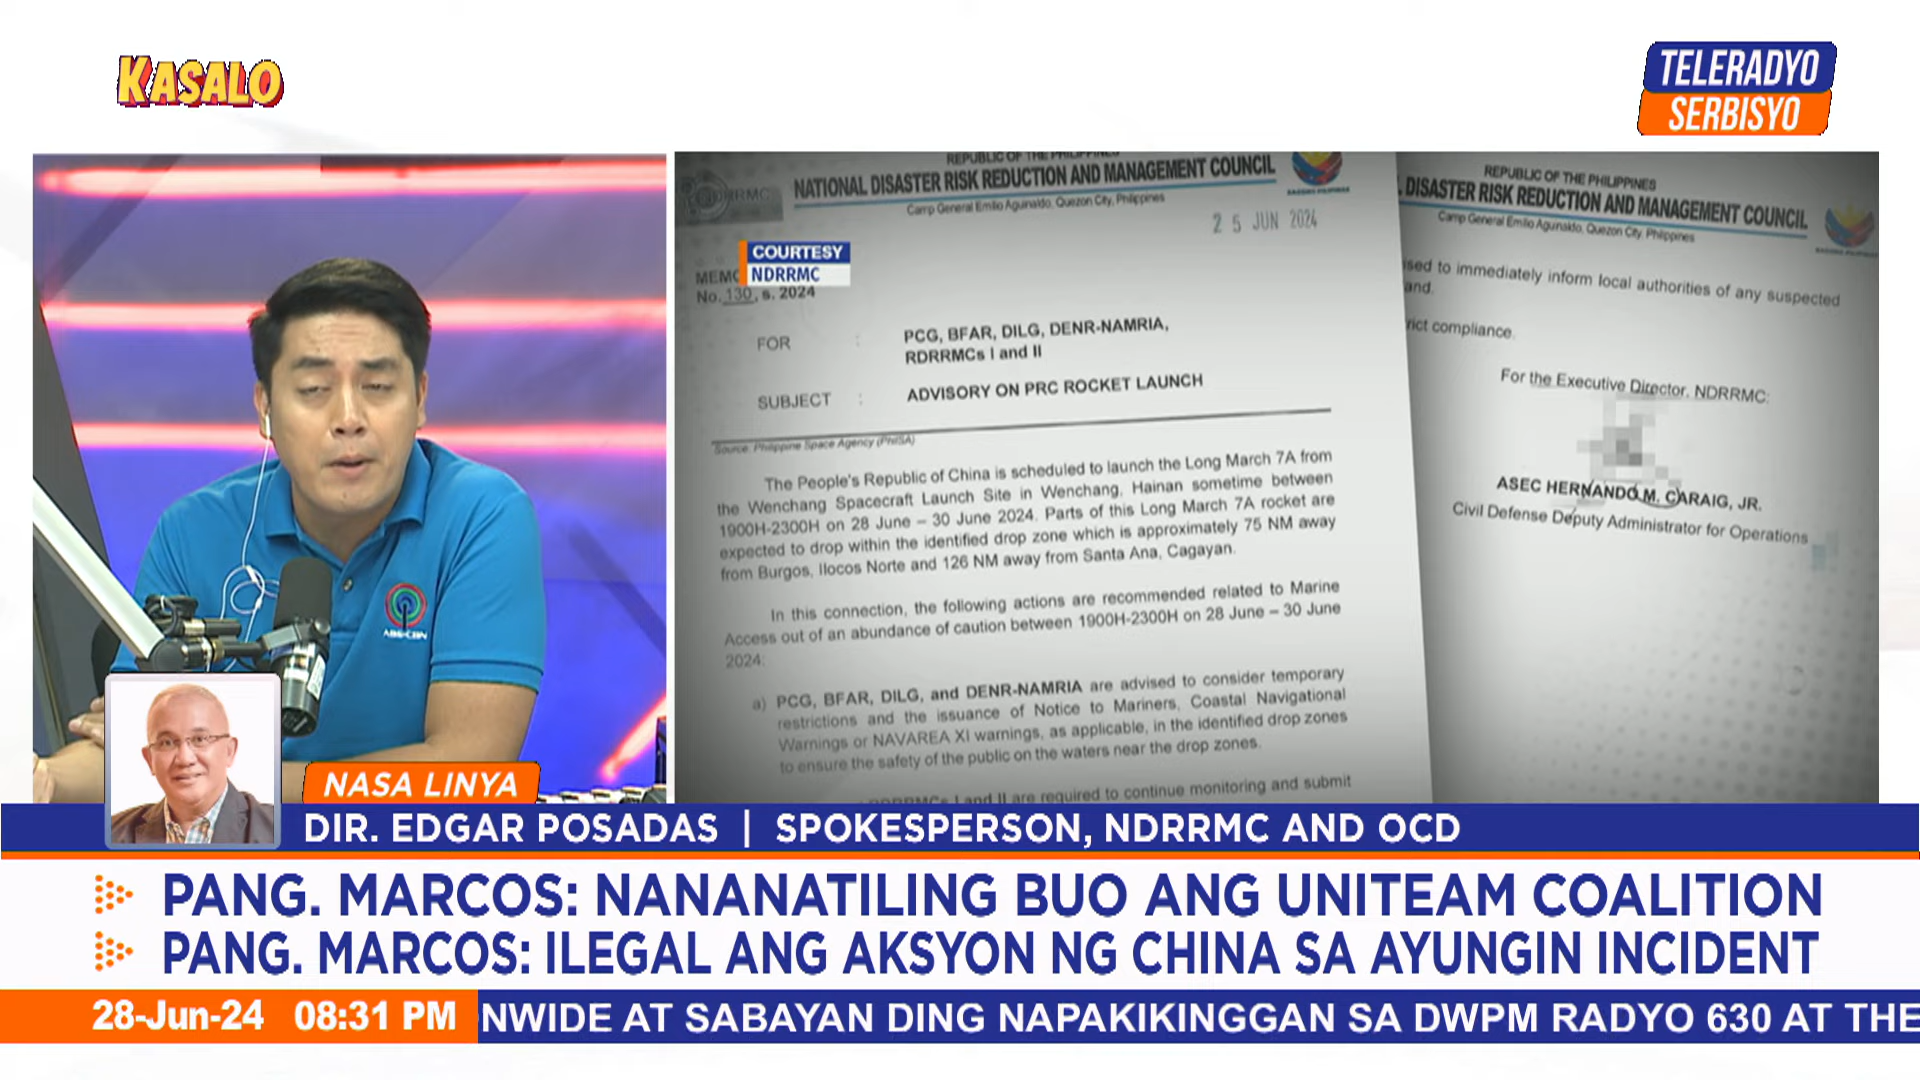 KASALO
TELERADYO
SERBISYO
REPUBLIC OF THE PHILIPPINES
NATIONAL DISASTER RISK REDUCTION AND MANAGEMENT COUNCIL
Camp General Emilio Aguinaldo, Quezon City, Philippines
25 JUN 2024
COURTESY
NDRRMC
No. 130, s. 2024
FOR : PCG, BFAR, DILG, DENR-NAMRIA,
RDRRMCs I and II
SUBJECT : ADVISORY ON PRC ROCKET LAUNCH
Source: Philippine Space Agency (PhilSA)
The People's Republic of China is scheduled to launch the Long March 7A from
the Wenchang Spacecraft Launch Site in Wenchang, Hainan sometime between
1900H-2300H on 28 June – 30 June 2024. Parts of this Long March 7A rocket are
expected to drop within the identified drop zone which is approximately 75 NM away
from Burgos, Ilocos Norte and 126 NM away from Santa Ana, Cagayan.
In this connection, the following actions are recommended related to Marine
Access out of an abundance of caution between 1900H-2300H on 28 June – 30 June
2024:
a) PCG, BFAR, DILG, and DENR-NAMRIA are advised to consider temporary
restrictions and the issuance of Notice to Mariners, Coastal Navigational
Warnings or NAVAREA XI warnings, as applicable, in the identified drop zones
to ensure the safety of the public on the waters near the drop zones.
I and II are required to continue monitoring and submit
REPUBLIC OF THE PHILIPPINES
DISASTER RISK REDUCTION AND MANAGEMENT COUNCIL
Camp General Emilio Aguinaldo, Quezon City, Philippines
to immediately inform local authorities of any suspected
compliance.
For the Executive Director, NDRRMC:
ASEC HERNANDO M. CARAIG, JR.
Civil Defense Deputy Administrator for Operations
ABS-CBN
NASA LINYA
DIR. EDGAR POSADAS | SPOKESPERSON, NDRRMC AND OCD
PANG. MARCOS: NANANATILING BUO ANG UNITEAM COALITION
PANG. MARCOS: ILEGAL ANG AKSYON NG CHINA SA AYUNGIN INCIDENT
28-Jun-24 08:31 PM
NWIDE AT SABAYAN DING NAPAKIKINGGAN SA DWPM RADYO 630 AT THE